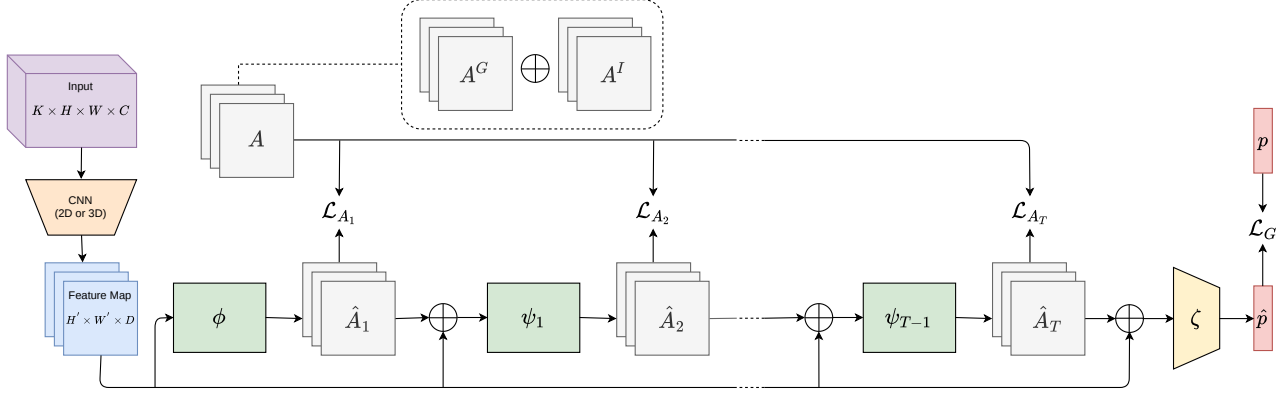 A^G ⊕ A^I
Input
K × H × W × C
A
p
CNN
(2D or 3D)
ℒ_{A_1}
ℒ_{A_2}
ℒ_{A_T}
ℒ_G
Feature Map
H′ × W′ × D
ϕ
Â_1
ψ_1
Â_2
ψ_{T−1}
Â_T
ζ
p̂